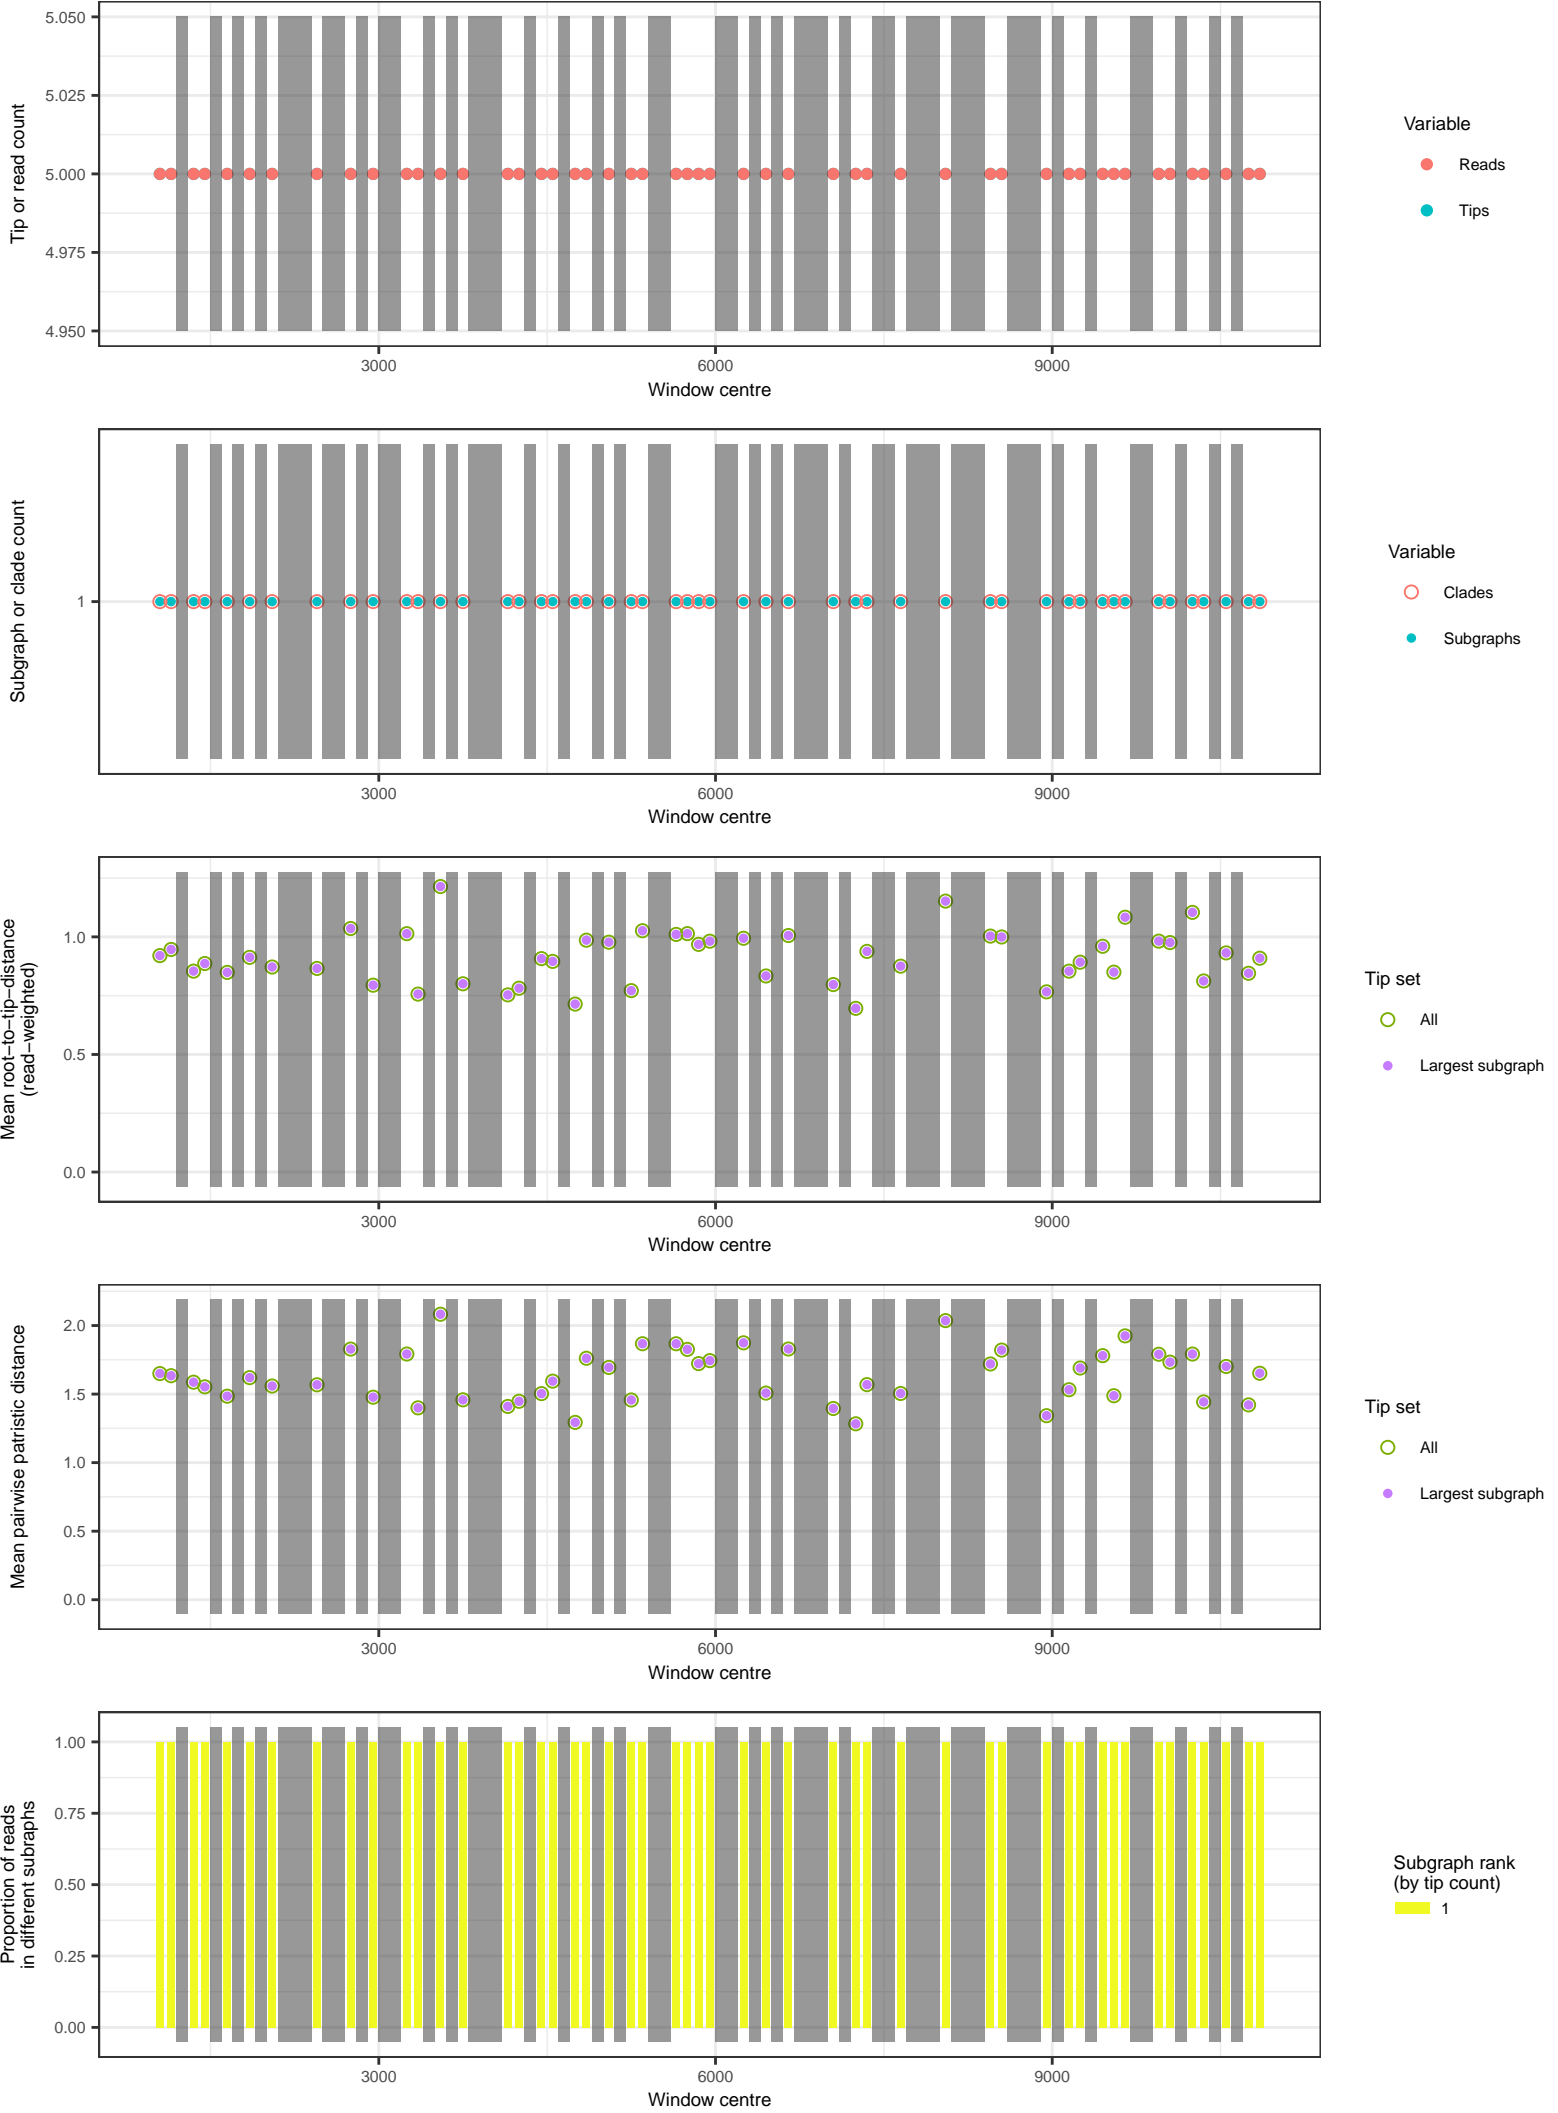 5.050
5.025
5.000
4.975
4.950
Tip or read count
3000 6000 9000
Window centre
Variable
Reads
Tips
1
Subgraph or clade count
3000 6000 9000
Window centre
Variable
Clades
Subgraphs
1.0
0.5
0.0
Mean root−to−tip−distance
(read−weighted)
3000 6000 9000
Window centre
Tip set
All
Largest subgraph
2.0
1.5
1.0
0.5
0.0
Mean pairwise patristic distance
3000 6000 9000
Window centre
Tip set
All
Largest subgraph
1.00
0.75
0.50
0.25
0.00
Proportion of reads
in different subraphs
3000 6000 9000
Window centre
Subgraph rank
(by tip count)
1